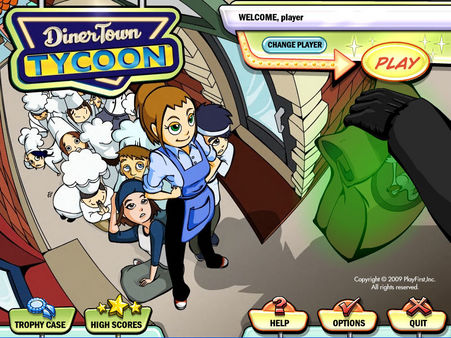 DinerTown
TYCOON
WELCOME, player
CHANGE PLAYER
PLAY
Copyright © 2009 PlayFirst,Inc.
All rights reserved.
TROPHY CASE
HIGH SCORES
?
HELP
OPTIONS
QUIT